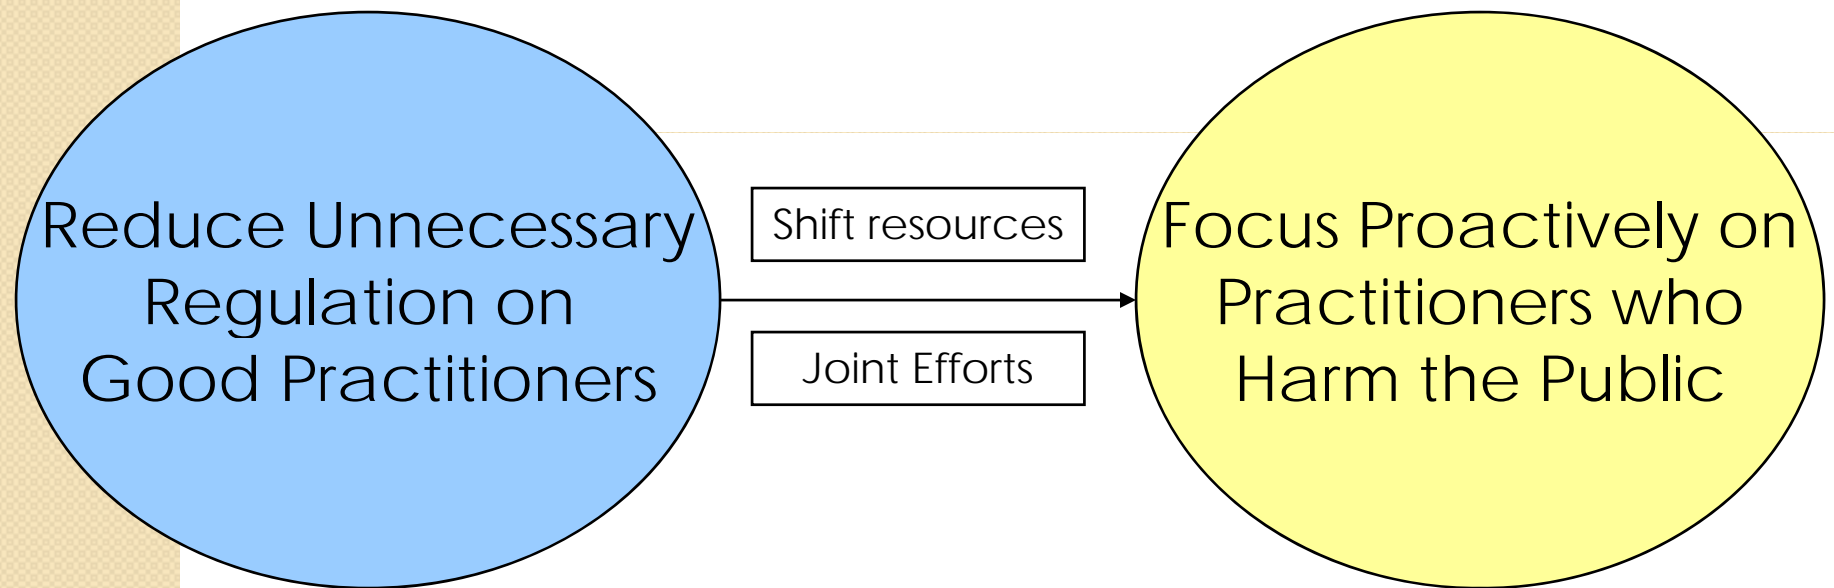 Reduce Unnecessary
Regulation on
Good Practitioners
Shift resources
Joint Efforts
Focus Proactively on
Practitioners who
Harm the Public